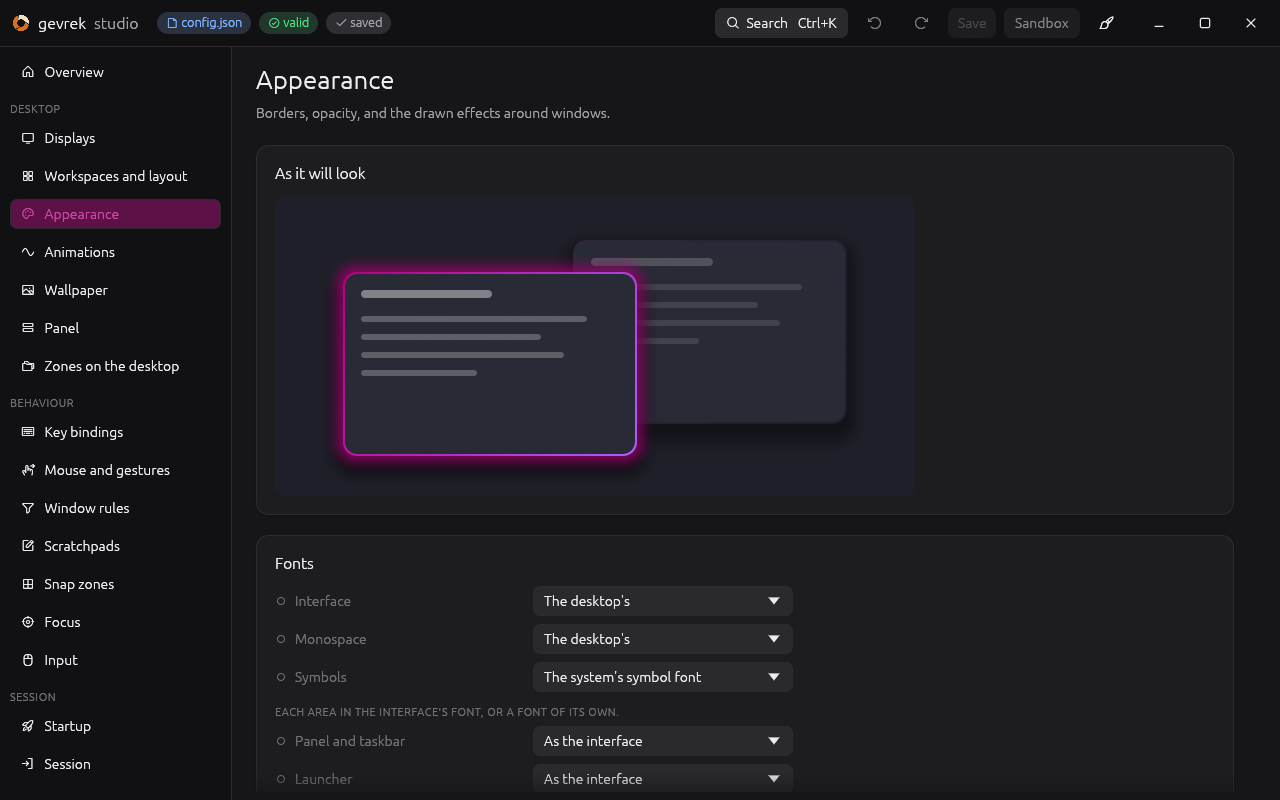 gevrek studio
config.json
valid
saved
Search Ctrl+K
Save
Sandbox
Overview
DESKTOP
Displays
Workspaces and layout
Appearance
Animations
Wallpaper
Panel
Zones on the desktop
BEHAVIOUR
Key bindings
Mouse and gestures
Window rules
Scratchpads
Snap zones
Focus
Input
SESSION
Startup
Session
Appearance
Borders, opacity, and the drawn effects around windows.
As it will look
Fonts
Interface The desktop's
Monospace The desktop's
Symbols The system's symbol font
EACH AREA IN THE INTERFACE'S FONT, OR A FONT OF ITS OWN.
Panel and taskbar As the interface
Launcher As the interface